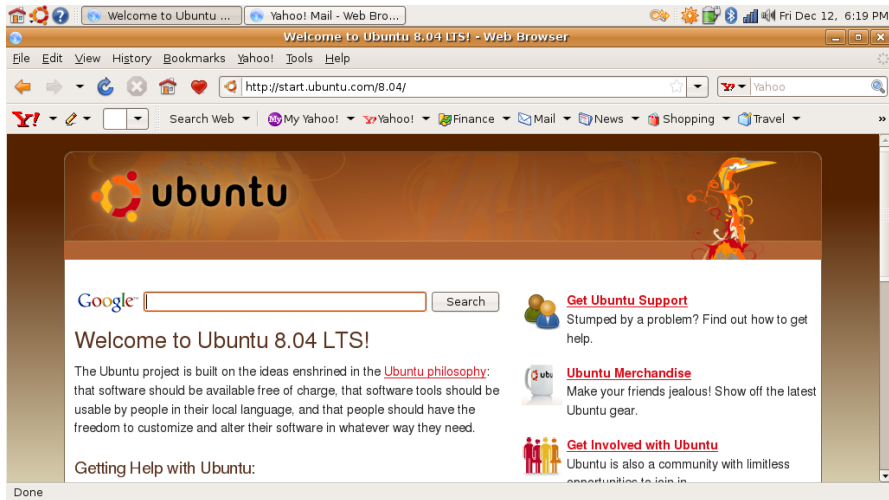 Welcome to Ubuntu ... Yahoo! Mail - Web Bro... Fri Dec 12, 6:19 PM
Welcome to Ubuntu 8.04 LTS! - Web Browser
File Edit View History Bookmarks Yahoo! Tools Help
http://start.ubuntu.com/8.04/ Y? Yahoo
Y! Search Web My Yahoo! Yahoo! Finance Mail News Shopping Travel »
ubuntu
Google™ Search
Welcome to Ubuntu 8.04 LTS!
The Ubuntu project is built on the ideas enshrined in the Ubuntu philosophy:
that software should be available free of charge, that software tools should be
usable by people in their local language, and that people should have the
freedom to customize and alter their software in whatever way they need.
Getting Help with Ubuntu:
Get Ubuntu Support
Stumped by a problem? Find out how to get
help.
ubu
Ubuntu Merchandise
Make your friends jealous! Show off the latest
Ubuntu gear.
Get Involved with Ubuntu
Ubuntu is also a community with limitless
opportunities to join in
Done